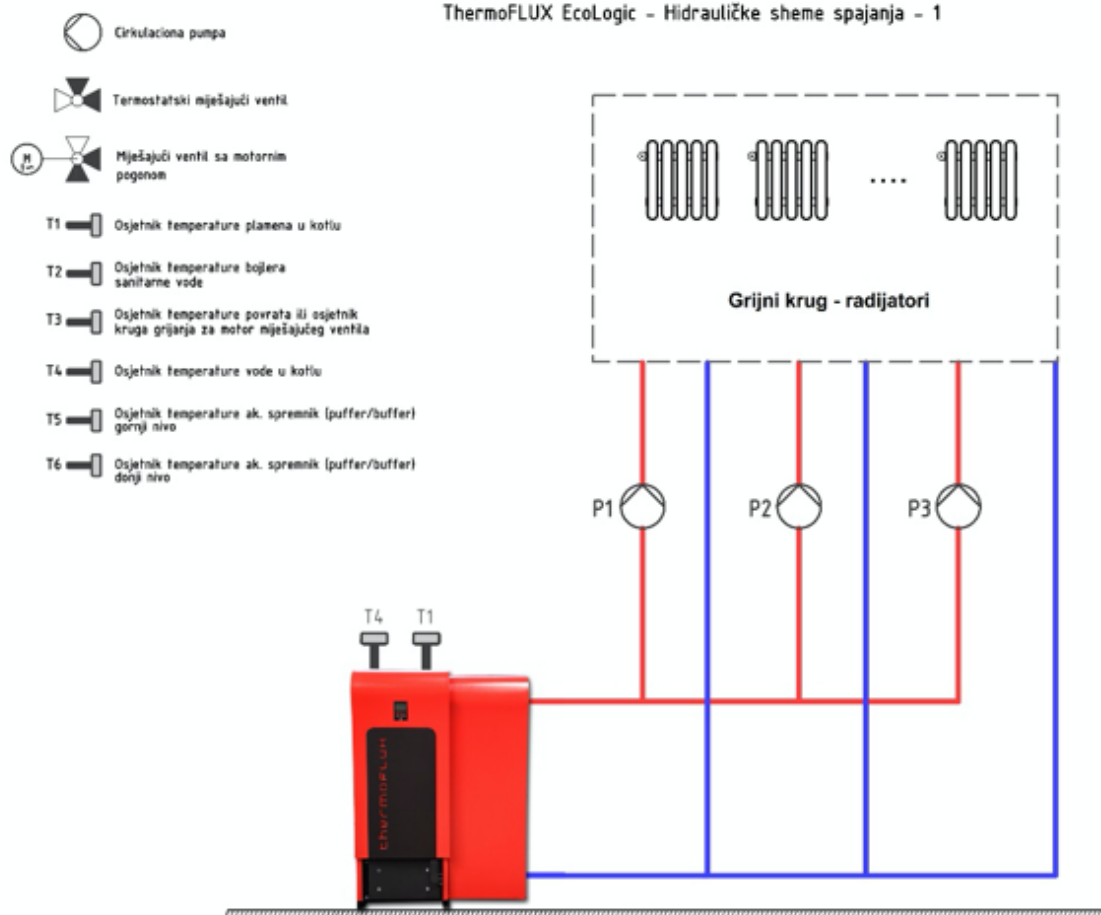 ThermoFLUX EcoLogic - Hidrauličke sheme spajanja - 1
Cirkulaciona pumpa
Termostatski miješajući ventil
M
Mješajući ventil sa motornim
pogonom
T1 Osjetnik temperature plamena u kotlu
T2 Osjetnik temperature bojlera
sanitarne vode
T3 Osjetnik temperature povrata ili osjetnik
kruga grijanja za motor miješajućeg ventila
T4 Osjetnik temperature vode u kotlu
T5 Osjetnik temperature ak. spremnik (puffer/buffer)
gornji nivo
T6 Osjetnik temperature ak. spremnik (puffer/buffer)
donji nivo
....
Grijni krug - radijatori
P1 P2 P3
T4 T1
thermoFLUX